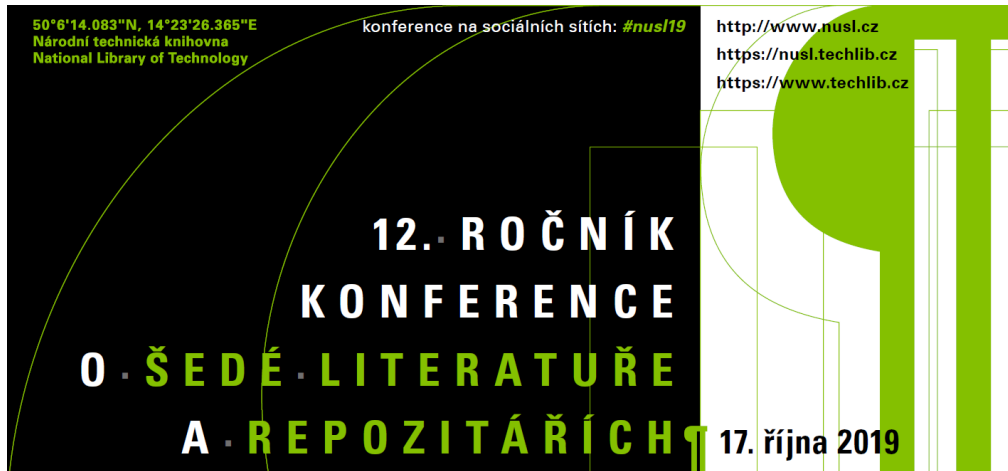 50°6'14.083"N, 14°23'26.365"E
Národní technická knihovna
National Library of Technology
konference na sociálních sítích: #nusl19
http://www.nusl.cz
https://nusl.techlib.cz
https://www.techlib.cz
12.·ROČNÍK
KONFERENCE
O·ŠEDÉ·LITERATUŘE
A·REPOZITÁŘÍCH¶
17. října 2019